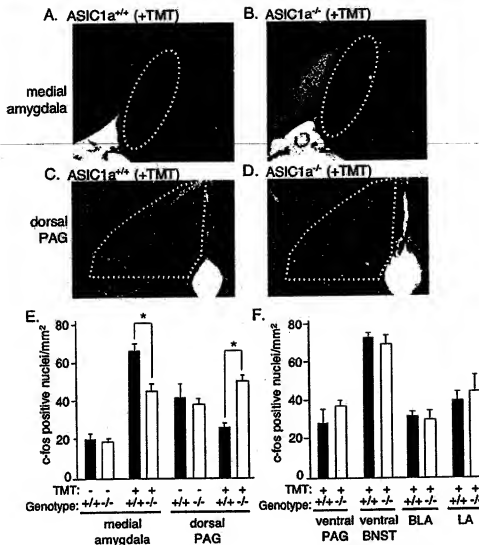 A. ASIC1a+/+ (+TMT)
B. ASIC1a-/- (+TMT)
medial
amygdala
C. ASIC1a+/+ (+TMT)
D. ASIC1a-/- (+TMT)
dorsal
PAG
E.
c-fos positive nuclei/mm²
80
60
40
20
0
*
*
TMT: - - + + - - + +
Genotype: +/+ -/- +/+ -/- +/+ -/- +/+ -/-
medial
amygdala
dorsal
PAG
F.
c-fos positive nuclei/mm²
80
60
40
20
0
TMT: + + + + + + + +
Genotype: +/+ -/- +/+ -/- +/+ -/- +/+ -/-
ventral
PAG
ventral
BNST
BLA
LA